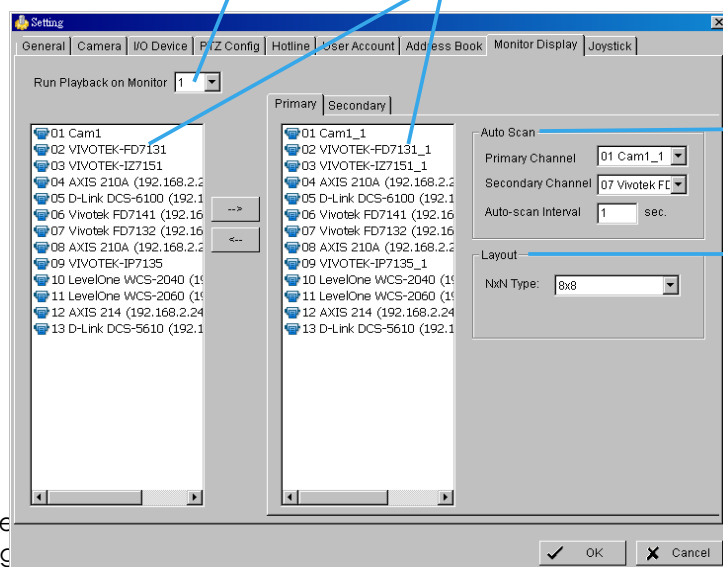 Setting
General Camera I/O Device PTZ Config Hotline User Account Address Book Monitor Display Joystick
Run Playback on Monitor 1
Primary Secondary
01 Cam1
02 VIVOTEK-FD7131
03 VIVOTEK-IZ7151
04 AXIS 210A (192.168.2.2
05 D-Link DCS-6100 (192.1
06 Vivotek FD7141 (192.16
07 Vivotek FD7132 (192.16
08 AXIS 210A (192.168.2.2
09 VIVOTEK-IP7135
10 LevelOne WCS-2040 (19
11 LevelOne WCS-2060 (19
12 AXIS 214 (192.168.2.24
13 D-Link DCS-5610 (192.1
-->
<--
01 Cam1_1
02 VIVOTEK-FD7131_1
03 VIVOTEK-IZ7151_1
04 AXIS 210A (192.168.2.2
05 D-Link DCS-6100 (192.1
06 Vivotek FD7141 (192.16
07 Vivotek FD7132 (192.16
08 AXIS 210A (192.168.2.2
09 VIVOTEK-IP7135_1
10 LevelOne WCS-2040 (19
11 LevelOne WCS-2060 (19
12 AXIS 214 (192.168.2.24
13 D-Link DCS-5610 (192.1
Auto Scan
Primary Channel 01 Cam1_1
Secondary Channel 07 Vivotek FD
Auto-scan Interval 1 sec.
Layout
NxN Type: 8x8
e
g
OK Cancel